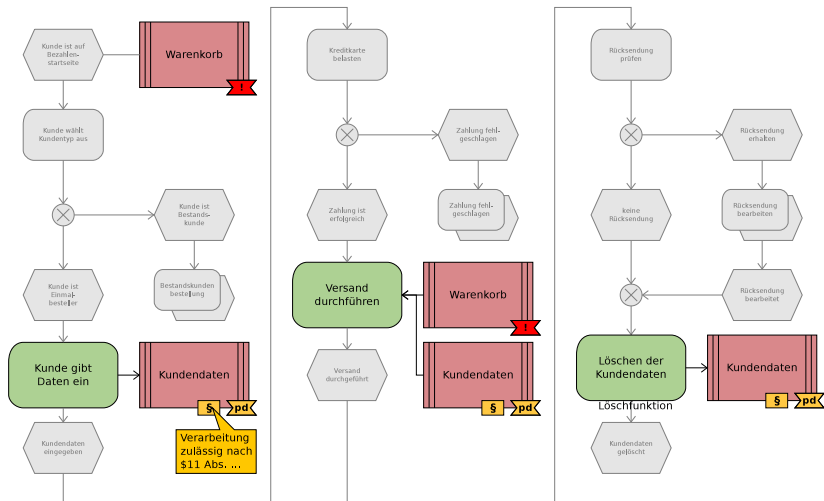 Kunde ist auf
Bezahlen-
startseite
Warenkorb
!
Kunde wählt
Kundentyp aus
Kunde ist
Bestands-
kunde
Kunde ist
Einmal-
besteller
Bestandskunden
bestellung
Kunde gibt
Daten ein
Kundendaten
§
pd
Verarbeitung
zulässig nach
$11 Abs. ...
Kundendaten
eingegeben
Kreditkarte
belasten
Zahlung fehl-
geschlagen
Zahlung ist
erfolgreich
Zahlung fehl-
geschlagen
Versand
durchführen
Warenkorb
!
Kundendaten
§
pd
Versand
durchgeführt
Rücksendung
prüfen
Rücksendung
erhalten
keine
Rücksendung
Rücksendung
bearbeiten
Rücksendung
bearbeitet
Löschen der
Kundendaten
Löschfunktion
Kundendaten
§
pd
Kundendaten
gelöscht